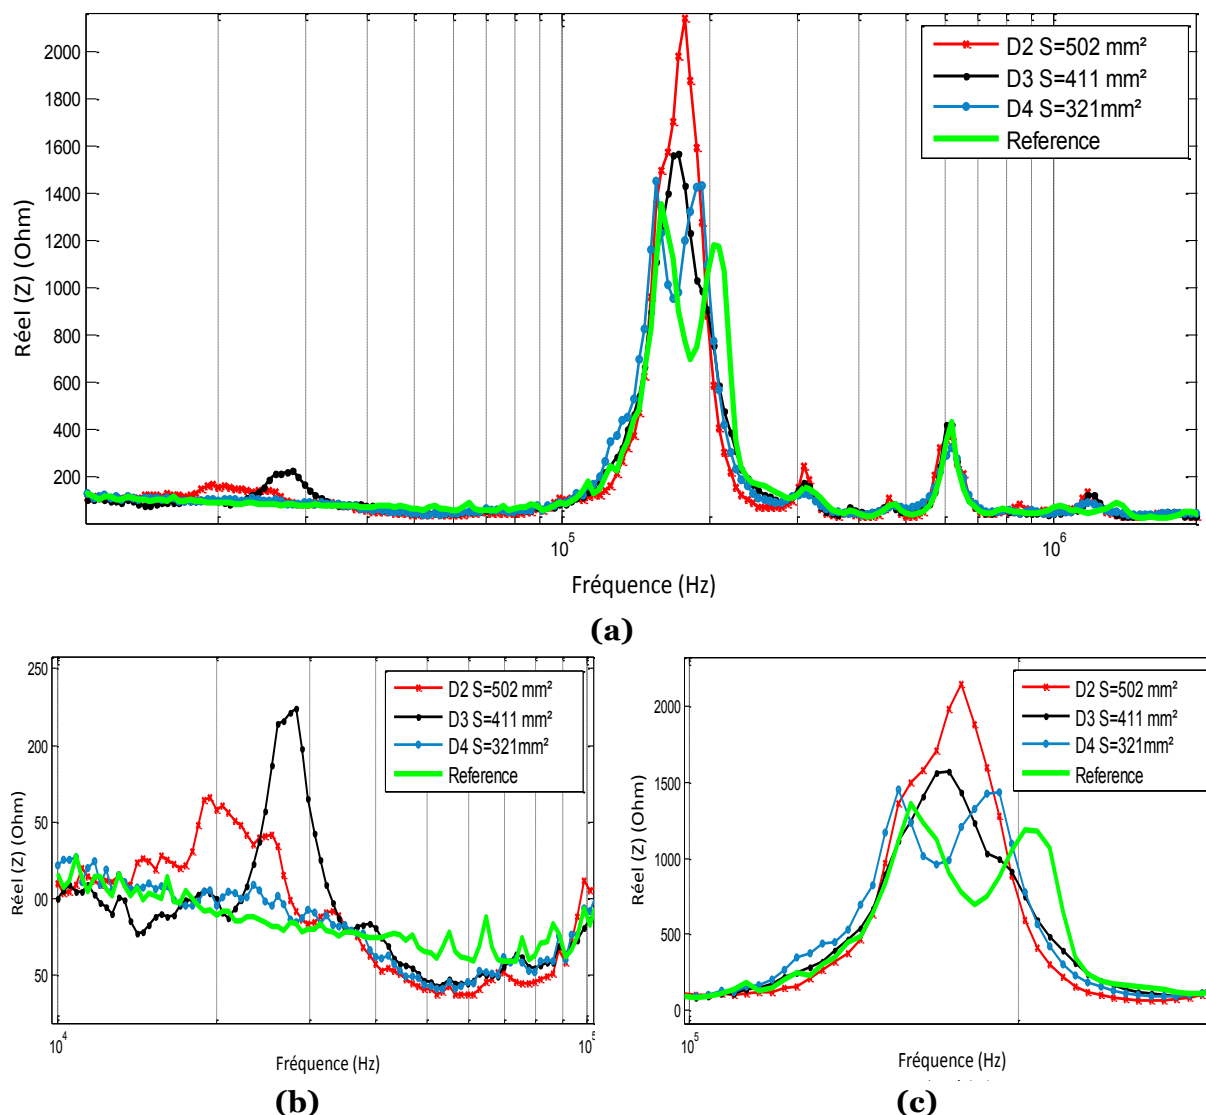 D2 S=502 mm²
D3 S=411 mm²
D4 S=321mm²
Reference
2000
1800
1600
1400
1200
1000
800
600
400
200
Réel (Z) (Ohm)
10⁵
10⁶
Fréquence (Hz)
(a)
D2 S=502 mm²
D3 S=411 mm²
D4 S=321mm²
Reference
250
200
50
00
50
Réel (Z) (Ohm)
10⁴
10⁵
Fréquence (Hz)
(b)
D2 S=502 mm²
D3 S=411 mm²
D4 S=321mm²
Reference
2000
1500
1000
500
0
Réel (Z) (Ohm)
10⁵
Fréquence (Hz)
(c)